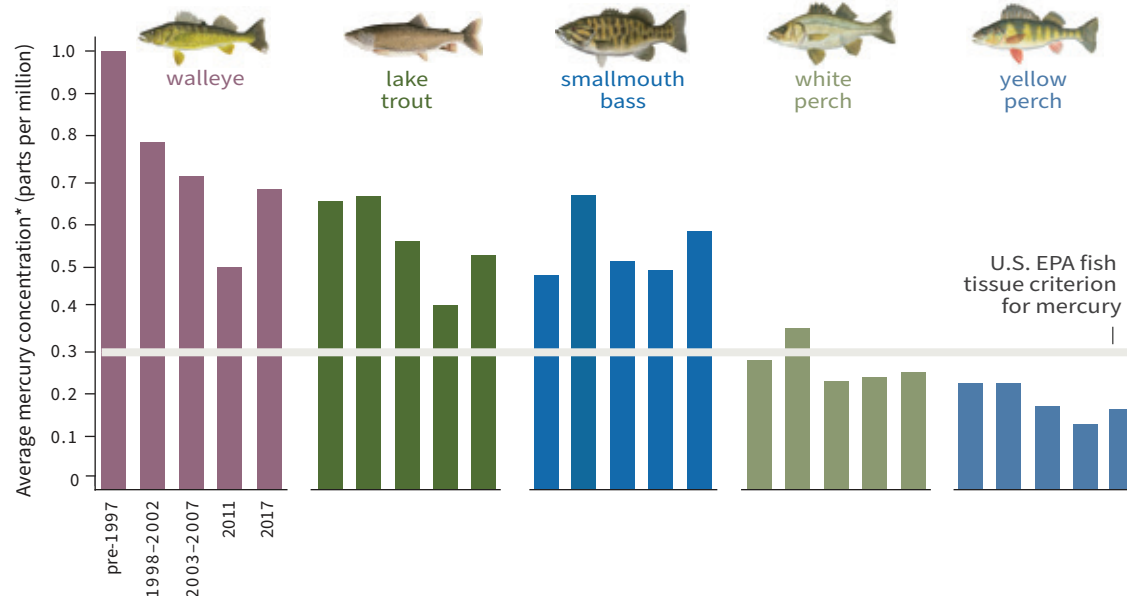 Average mercury concentration* (parts per million)
1.0
0.9
0.8
0.7
0.6
0.5
0.4
0.3
0.2
0.1
0
walleye
lake
trout
smallmouth
bass
white
perch
yellow
perch
U.S. EPA fish
tissue criterion
for mercury
pre-1997
1998–2002
2003–2007
2011
2017